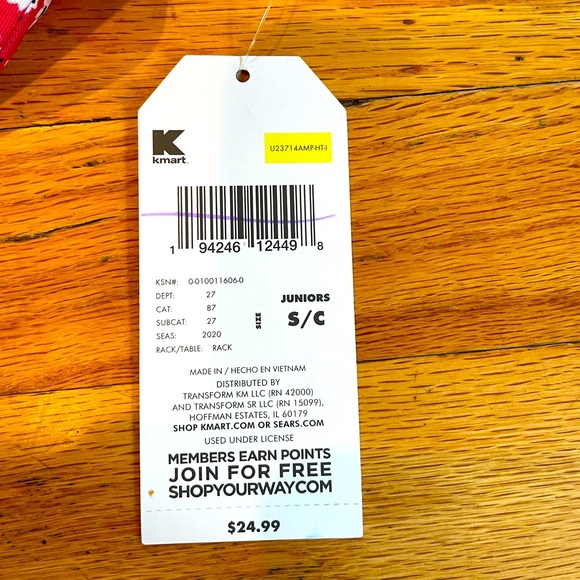 K
kmart
U23714AMP-HT-I
1 94246 12449 8
KSN#: 0-010011606-0
DEPT: 27
CAT: 87
SUBCAT: 27
SEAS: 2020
RACK/TABLE: RACK
SIZE
JUNIORS
S/C
MADE IN / HECHO EN VIETNAM
DISTRIBUTED BY
TRANSFORM KM LLC (RN 42000)
AND TRANSFORM SR LLC (RN 15099),
HOFFMAN ESTATES, IL 60179
SHOP KMART.COM OR SEARS.COM
USED UNDER LICENSE
MEMBERS EARN POINTS
JOIN FOR FREE
SHOPYOURWAY.COM
$24.99